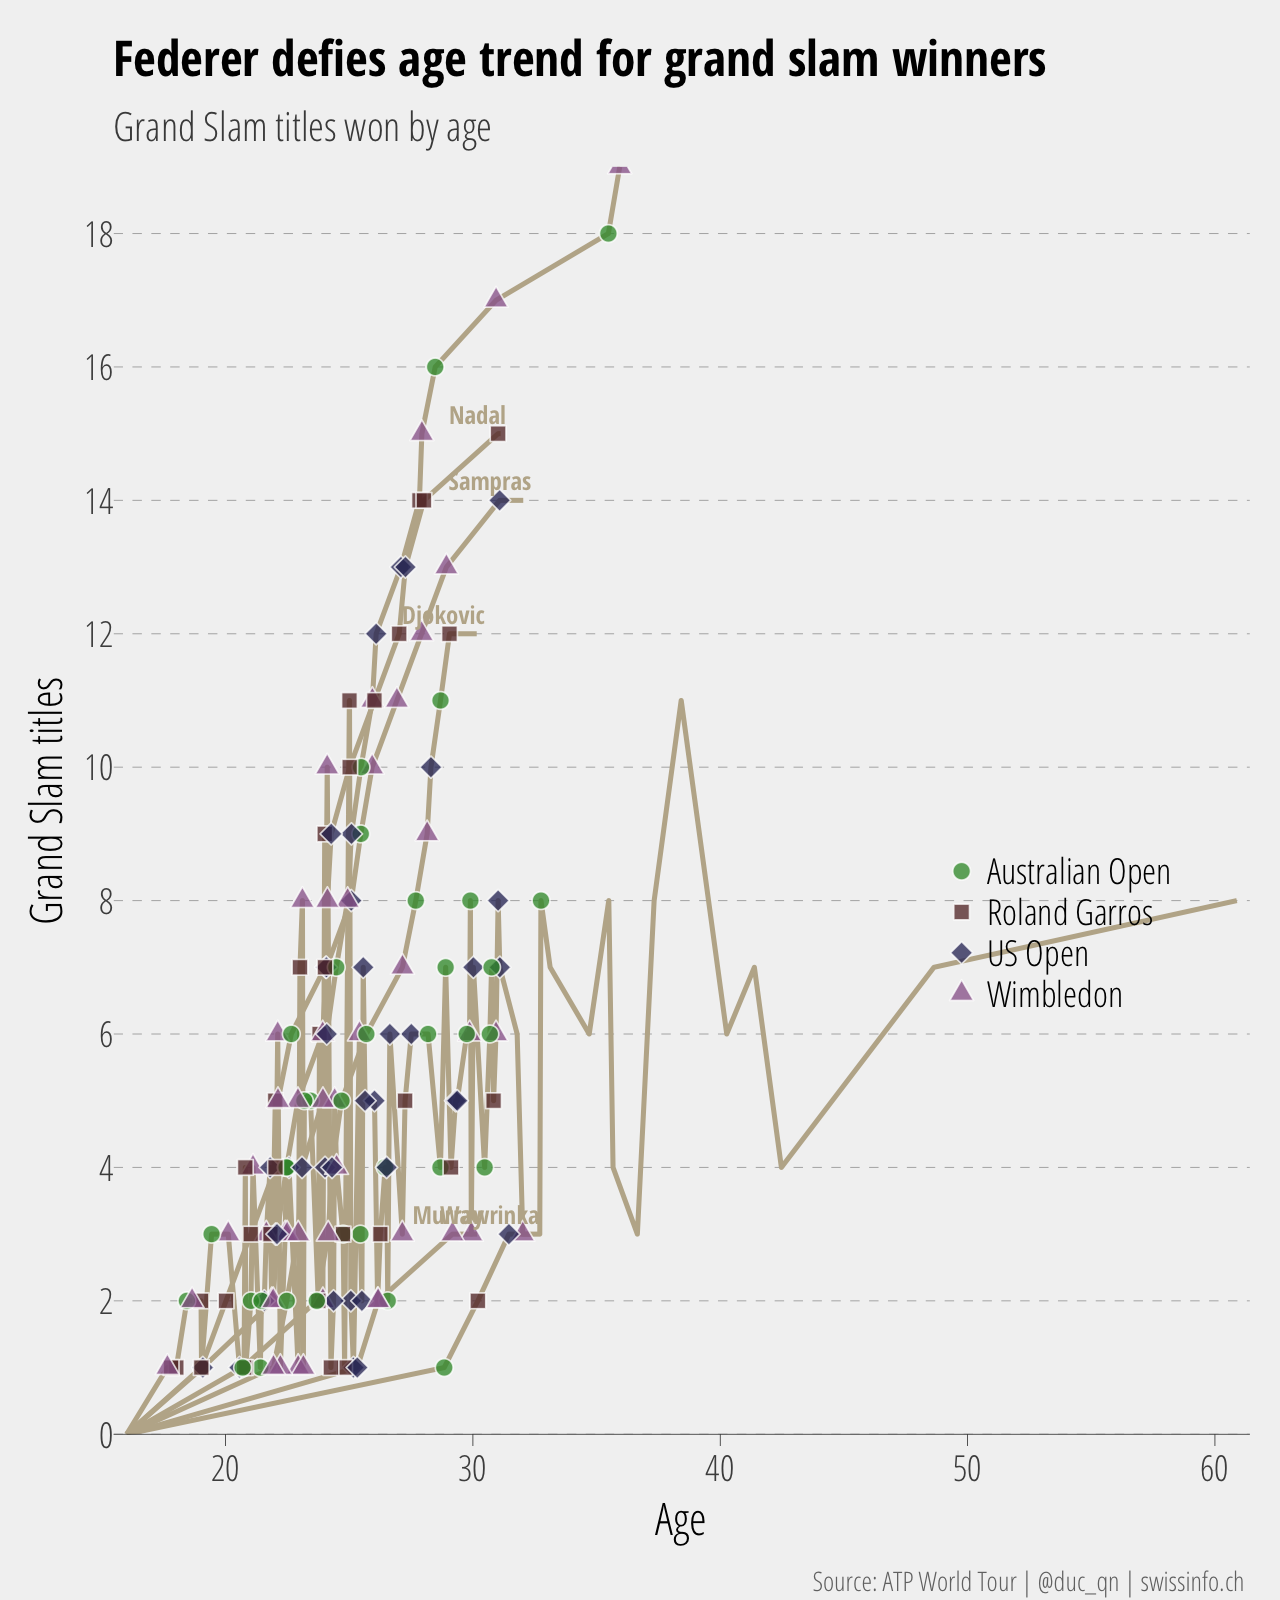 Federer defies age trend for grand slam winners
Grand Slam titles won by age
18
16
Nadal
Sampras
14
Djokovic
12
10
Grand Slam titles
Australian Open
8
Roland Garros
US Open
Wimbledon
6
4
Murray
Wawrinka
2
0
20 30 40 50 60
Age
Source: ATP World Tour | @duc_qn | swissinfo.ch